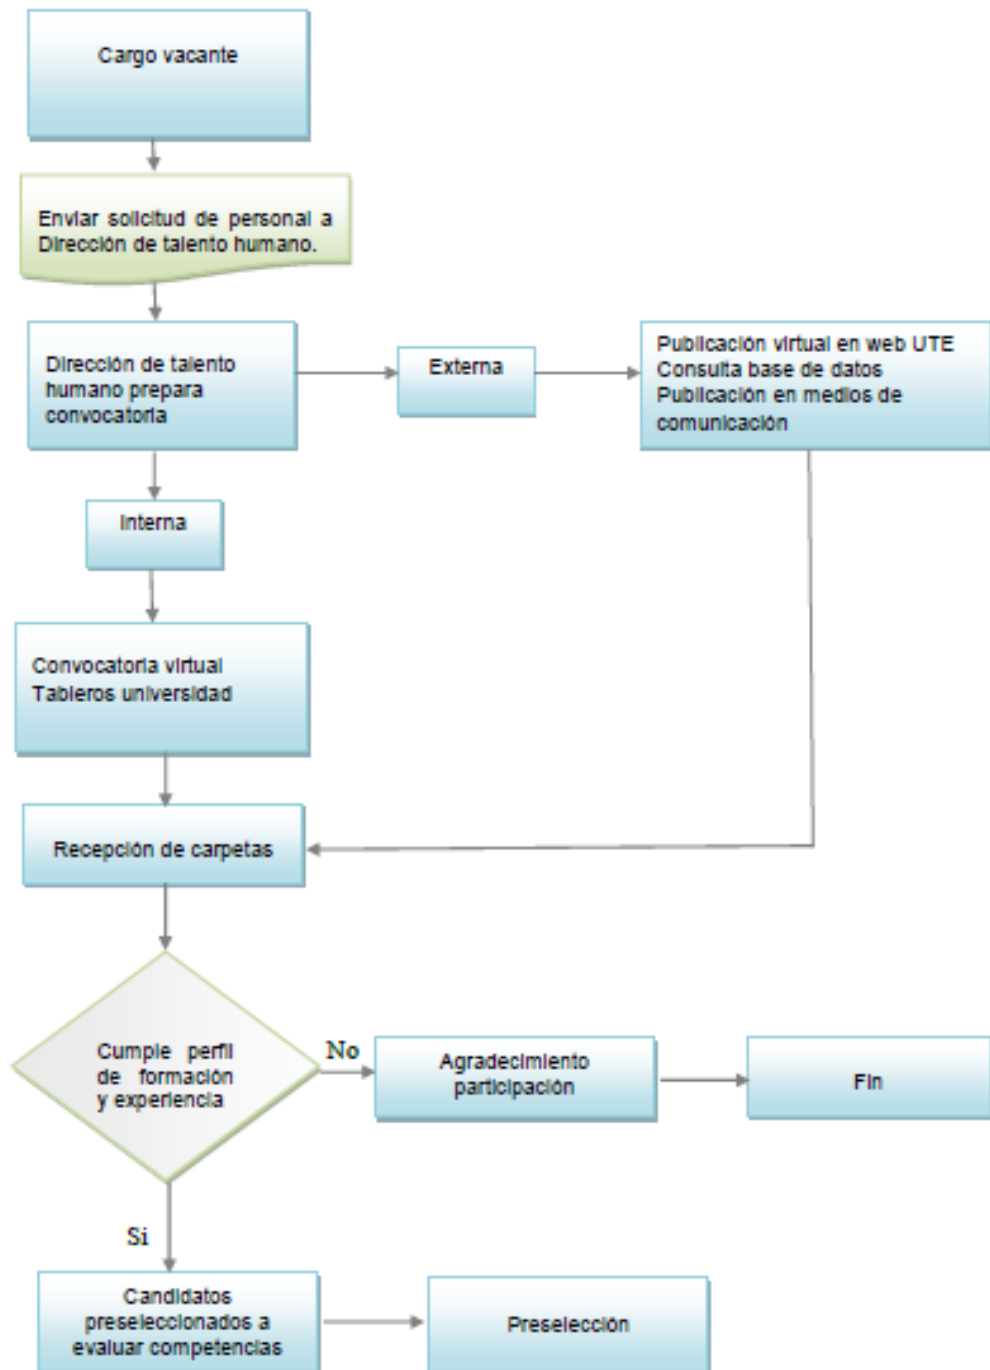 Cargo vacante
Enviar solicitud de personal a
Dirección de talento humano.
Dirección de talento
humano prepara
convocatoria
Externa
Publicación virtual en web UTE
Consulta base de datos
Publicación en medios de
comunicación
Interna
Convocatoria virtual
Tableros universidad
Recepción de carpetas
Cumple perfil
de formación
y experiencia
No
Agradecimiento
participación
Fin
Si
Candidatos
preseleccionados a
evaluar competencias
Preselección